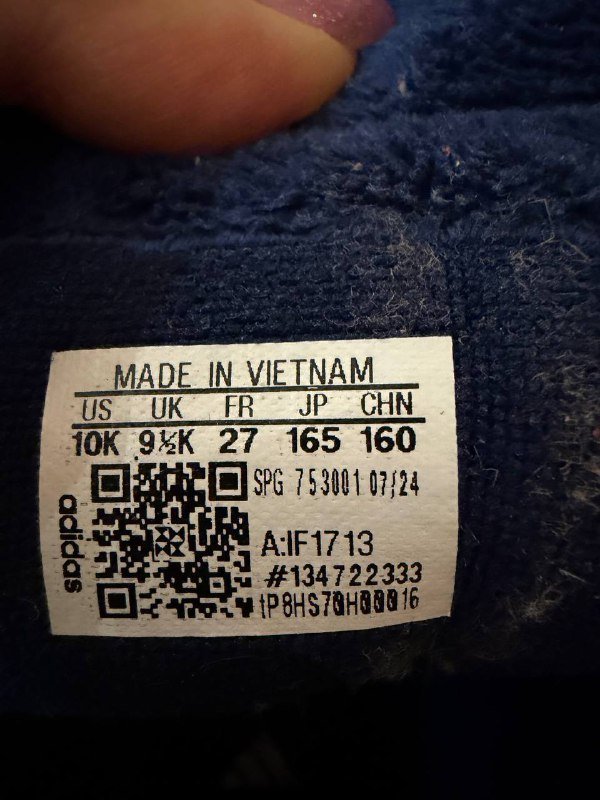 MADE IN VIETNAM
US UK FR JP CHN
10K 9½K 27 165 160
SPG 753001 07/24
adidas
A:IF1713
#134722333